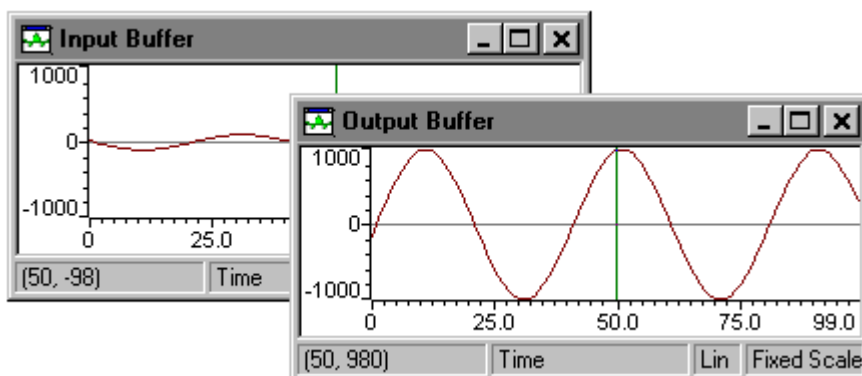 Input Buffer
1000
0
-1000
0 25.0
(50, -98) Time
Output Buffer
1000
0
-1000
0 25.0 50.0 75.0 99.0
(50, 980) Time Lin Fixed Scale